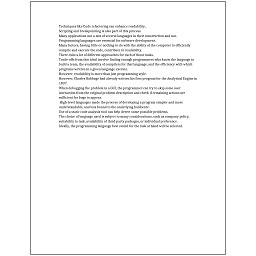 Techniques like Code refactoring can enhance readability.
Scripting and breakpointing is also part of this process.
Many applications use a mix of several languages in their construction and use.
Programming languages are essential for software development.
Many factors, having little or nothing to do with the ability of the computer to efficiently
compile and execute the code, contribute to readability.
There exist a lot of different approaches for each of those tasks.
Trade-offs from this ideal involve finding enough programmers who know the language to
build a team, the availability of compilers for that language, and the efficiency with which
programs written in a given language execute.
However, readability is more than just programming style.
However, Charles Babbage had already written his first program for the Analytical Engine in
1837.
When debugging the problem in a GUI, the programmer can try to skip some user
interaction from the original problem description and check if remaining actions are
sufficient for bugs to appear.
High-level languages made the process of developing a program simpler and more
understandable, and less bound to the underlying hardware.
Use of a static code analysis tool can help detect some possible problems.
The choice of language used is subject to many considerations, such as company policy,
suitability to task, availability of third-party packages, or individual preference.
Ideally, the programming language best suited for the task at hand will be selected.